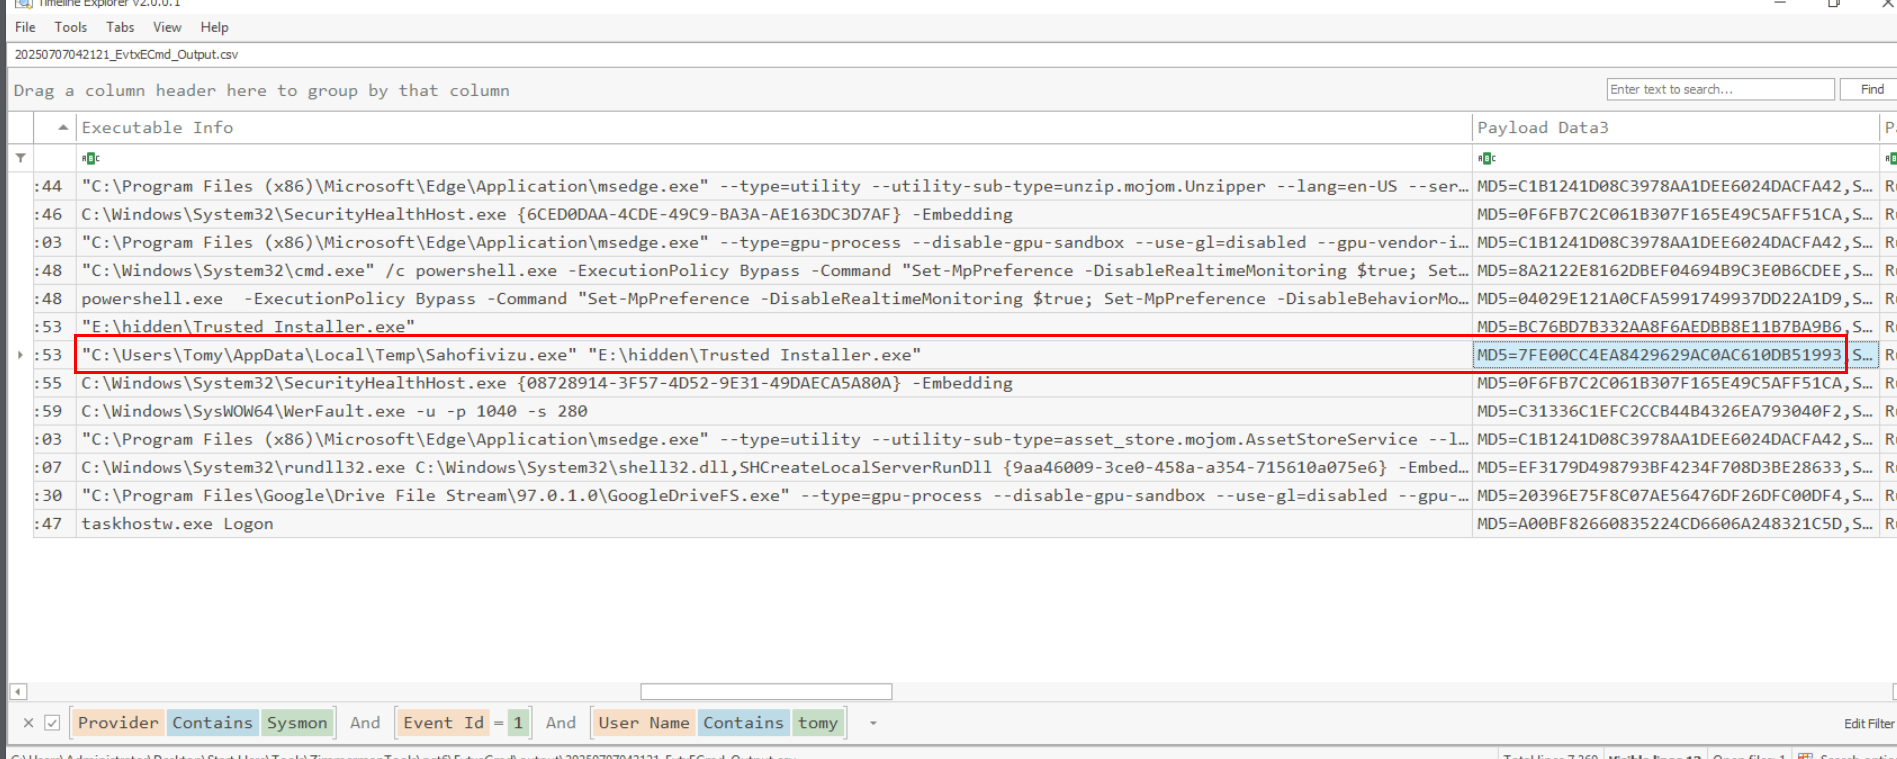 Timeline Explorer v2.0.0.1
File Tools Tabs View Help
20250707042121_EvtxECmd_Output.csv
Drag a column header here to group by that column
Enter text to search... Find
Executable Info Payload Data3
:44 "C:\Program Files (x86)\Microsoft\Edge\Application\msedge.exe" --type=utility --utility-sub-type=unzip.mojom.Unzipper --lang=en-US --ser… MD5=C1B1241D08C3978AA1DEE6024DACFA42,S…
:46 C:\Windows\System32\SecurityHealthHost.exe {6CED0DAA-4CDE-49C9-BA3A-AE163DC3D7AF} -Embedding MD5=0F6FB7C2C061B307F165E49C5AFF51CA,S…
:03 "C:\Program Files (x86)\Microsoft\Edge\Application\msedge.exe" --type=gpu-process --disable-gpu-sandbox --use-gl=disabled --gpu-vendor-i… MD5=C1B1241D08C3978AA1DEE6024DACFA42,S…
:48 "C:\Windows\System32\cmd.exe" /c powershell.exe -ExecutionPolicy Bypass -Command "Set-MpPreference -DisableRealtimeMonitoring $true; Set… MD5=8A2122E8162DBEF04694B9C3E0B6CDEE,S…
:48 powershell.exe -ExecutionPolicy Bypass -Command "Set-MpPreference -DisableRealtimeMonitoring $true; Set-MpPreference -DisableBehaviorMo… MD5=04029E121A0CFA5991749937DD22A1D9,S…
:53 "E:\hidden\Trusted Installer.exe" MD5=BC76BD7B332AA8F6AEDBB8E11B7BA9B6,S…
:53 "C:\Users\Tomy\AppData\Local\Temp\Sahofivizu.exe" "E:\hidden\Trusted Installer.exe" MD5=7FE00CC4EA8429629AC0AC610DB51993,S…
:55 C:\Windows\System32\SecurityHealthHost.exe {08728914-3F57-4D52-9E31-49DAECA5A80A} -Embedding MD5=0F6FB7C2C061B307F165E49C5AFF51CA,S…
:59 C:\Windows\SysWOW64\WerFault.exe -u -p 1040 -s 280 MD5=C31336C1EFC2CCB44B4326EA793040F2,S…
:03 "C:\Program Files (x86)\Microsoft\Edge\Application\msedge.exe" --type=utility --utility-sub-type=asset_store.mojom.AssetStoreService --l… MD5=C1B1241D08C3978AA1DEE6024DACFA42,S…
:07 C:\Windows\System32\rundll32.exe C:\Windows\System32\shell32.dll,SHCreateLocalServerRunDll {9aa46009-3ce0-458a-a354-715610a075e6} -Embed… MD5=EF3179D498793BF4234F708D3BE28633,S…
:30 "C:\Program Files\Google\Drive File Stream\97.0.1.0\GoogleDriveFS.exe" --type=gpu-process --disable-gpu-sandbox --use-gl=disabled --gpu-… MD5=20396E75F8C07AE56476DF26DFC00DF4,S…
:47 taskhostw.exe Logon MD5=A00BF82660835224CD6606A248321C5D,S…
Provider Contains Sysmon And Event Id = 1 And User Name Contains tomy Edit Filter